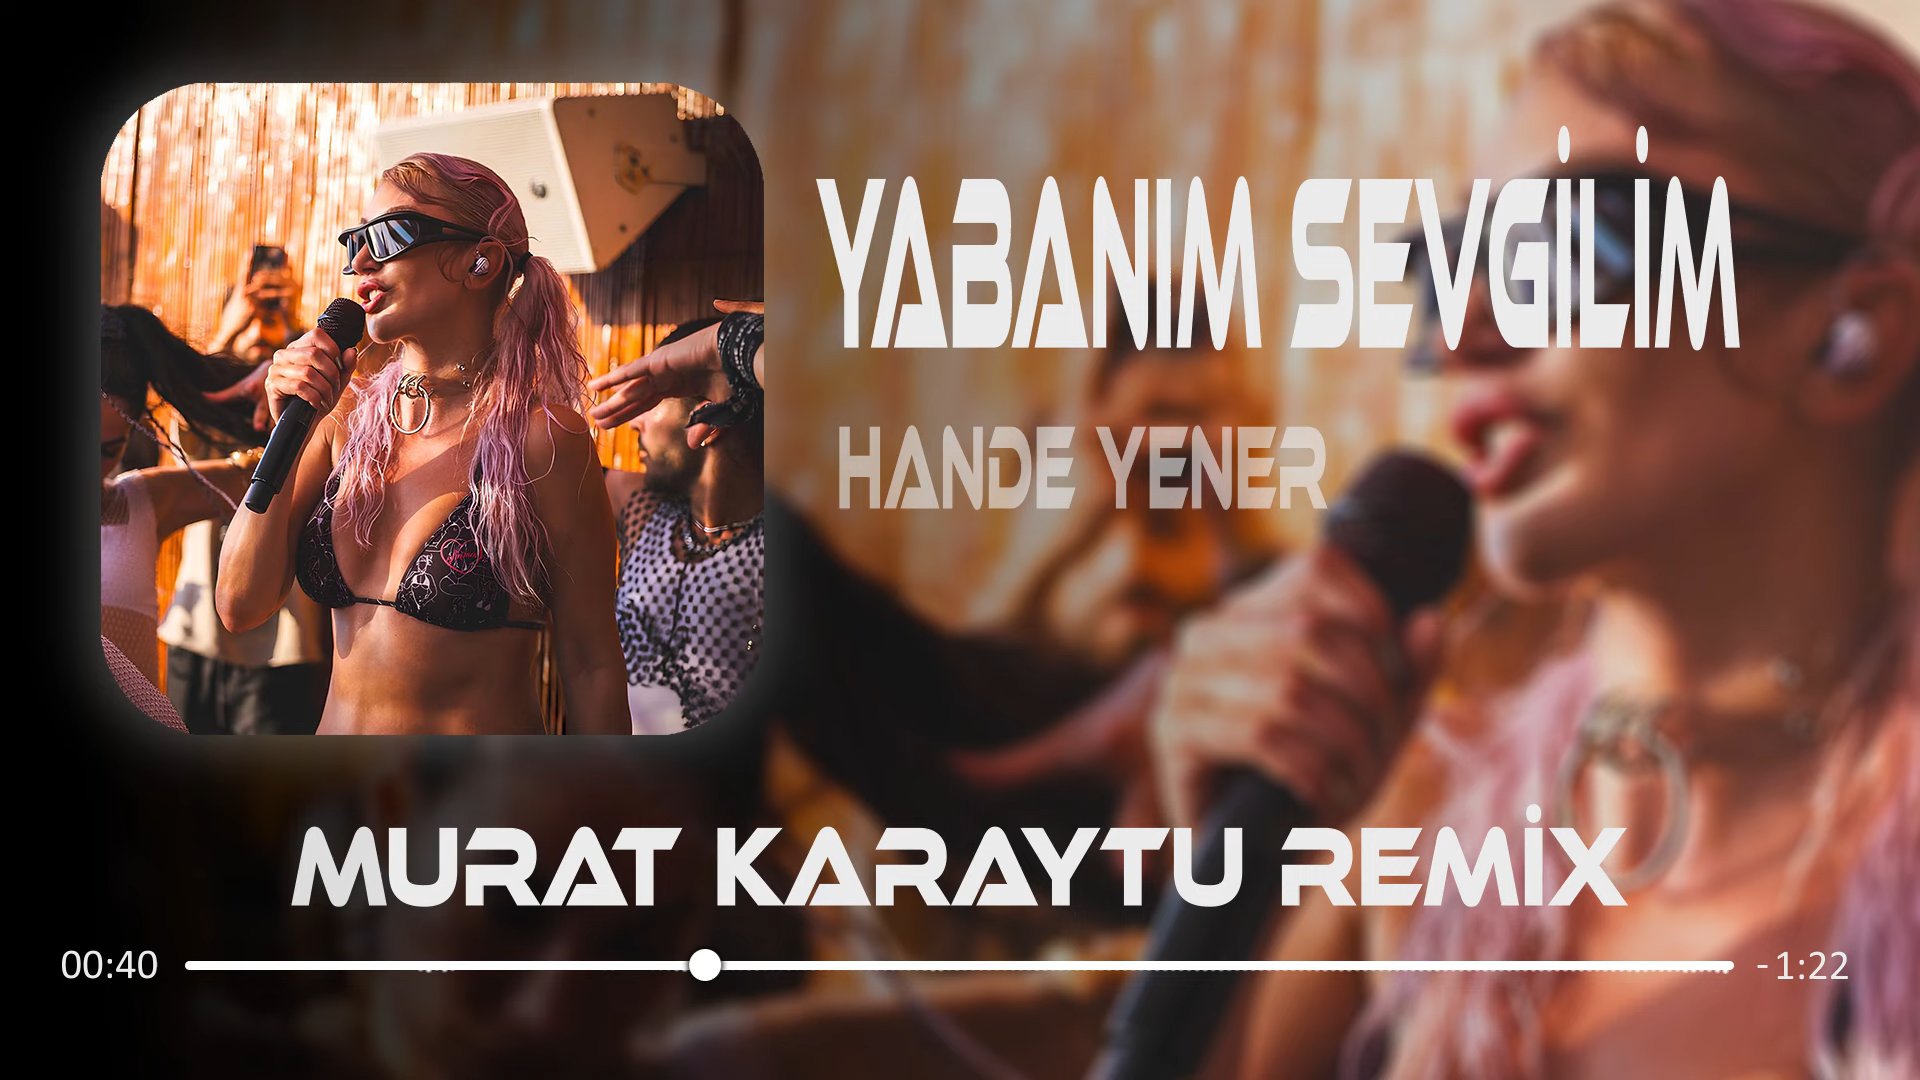 YABANIM SEVGİLİM
HANDE YENER
MURAT KARAYTU REMİX
00:40
-1:22